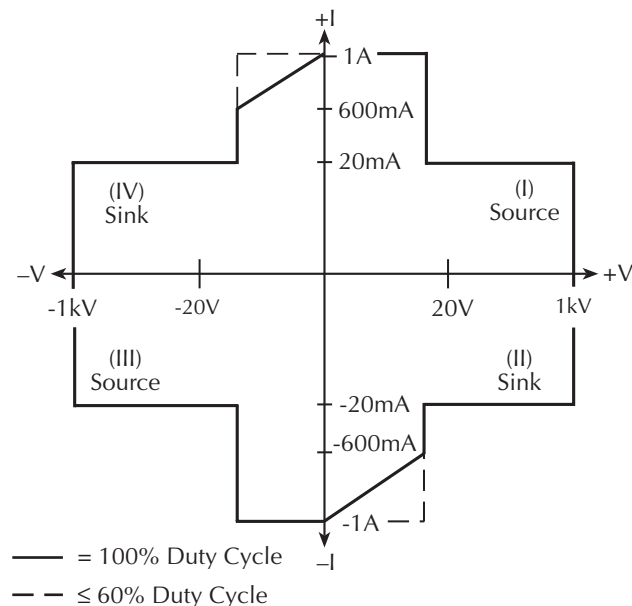 +I
1A
600mA
20mA
(IV)
Sink
(I)
Source
–V
+V
-1kV
-20V
20V
1kV
(III)
Source
(II)
Sink
-20mA
-600mA
-1A
–I
= 100% Duty Cycle
≤ 60% Duty Cycle